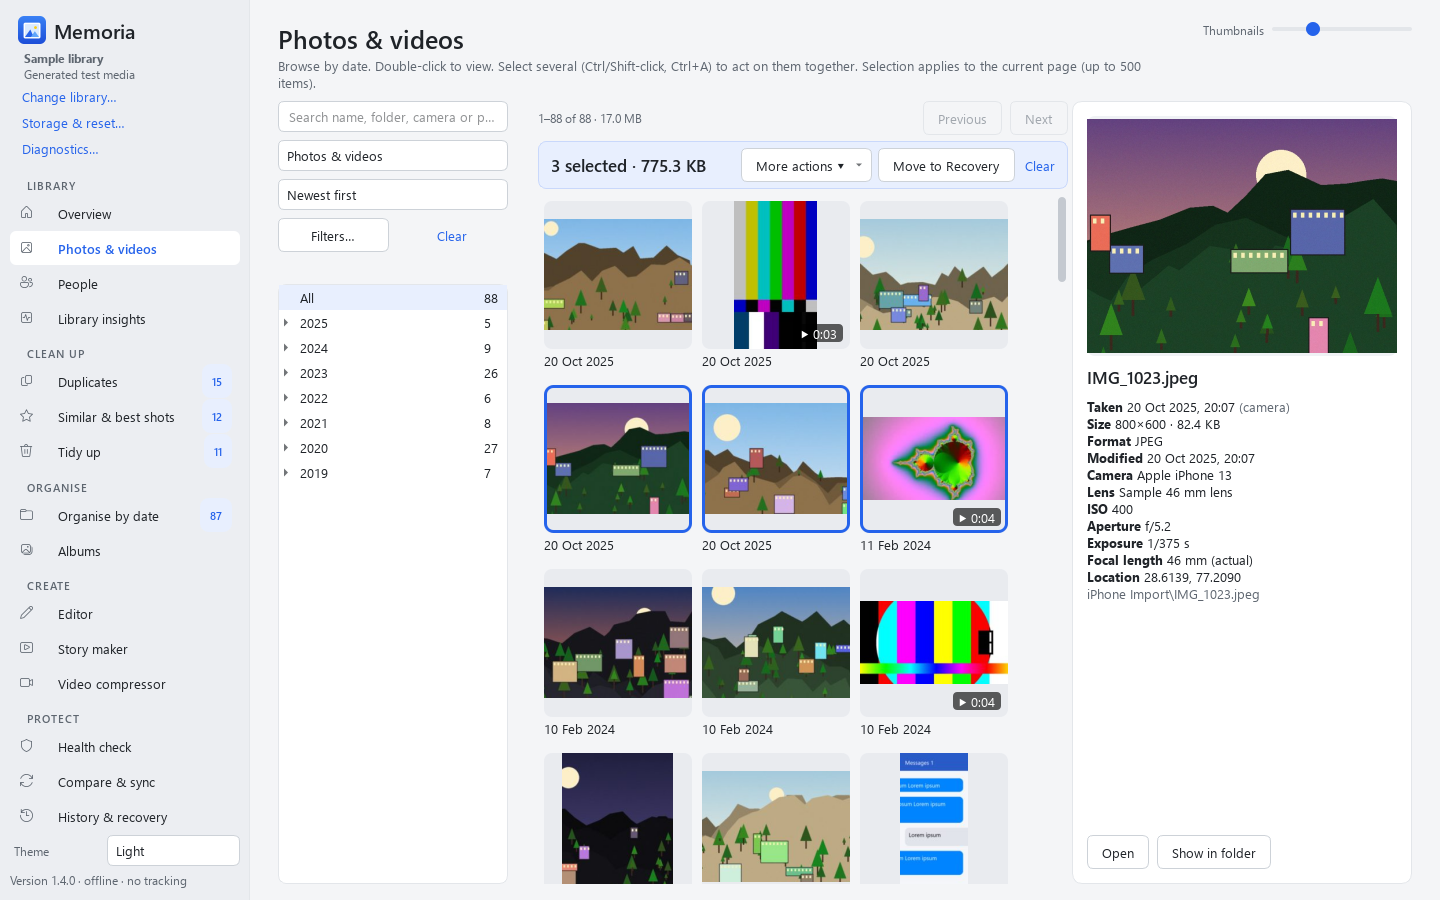 Memoria
Sample library
Generated test media
Change library...
Storage & reset...
Diagnostics...
LIBRARY
Overview
Photos & videos
People
Library insights
CLEAN UP
Duplicates 15
Similar & best shots 12
Tidy up 11
ORGANISE
Organise by date 87
Albums
CREATE
Editor
Story maker
Video compressor
PROTECT
Health check
Compare & sync
History & recovery
Theme Light
Version 1.4.0 · offline · no tracking
Photos & videos
Browse by date. Double-click to view. Select several (Ctrl/Shift-click, Ctrl+A) to act on them together. Selection applies to the current page (up to 500
items).
Thumbnails
Search name, folder, camera or p...
Photos & videos
Newest first
Filters... Clear
All 88
2025 5
2024 9
2023 26
2022 6
2021 8
2020 27
2019 7
1–88 of 88 · 17.0 MB
Previous Next
3 selected · 775.3 KB
More actions ▾
Move to Recovery
Clear
0:03
20 Oct 2025 20 Oct 2025 20 Oct 2025
0:04
20 Oct 2025 20 Oct 2025 11 Feb 2024
0:04
10 Feb 2024 10 Feb 2024 10 Feb 2024
Messages 1
Lorem ipsum
Lorem ipsum
Lorem ipsum
Lorem ipsum
IMG_1023.jpeg
Taken 20 Oct 2025, 20:07 (camera)
Size 800×600 · 82.4 KB
Format JPEG
Modified 20 Oct 2025, 20:07
Camera Apple iPhone 13
Lens Sample 46 mm lens
ISO 400
Aperture f/5.2
Exposure 1/375 s
Focal length 46 mm (actual)
Location 28.6139, 77.2090
iPhone Import\IMG_1023.jpeg
Open Show in folder